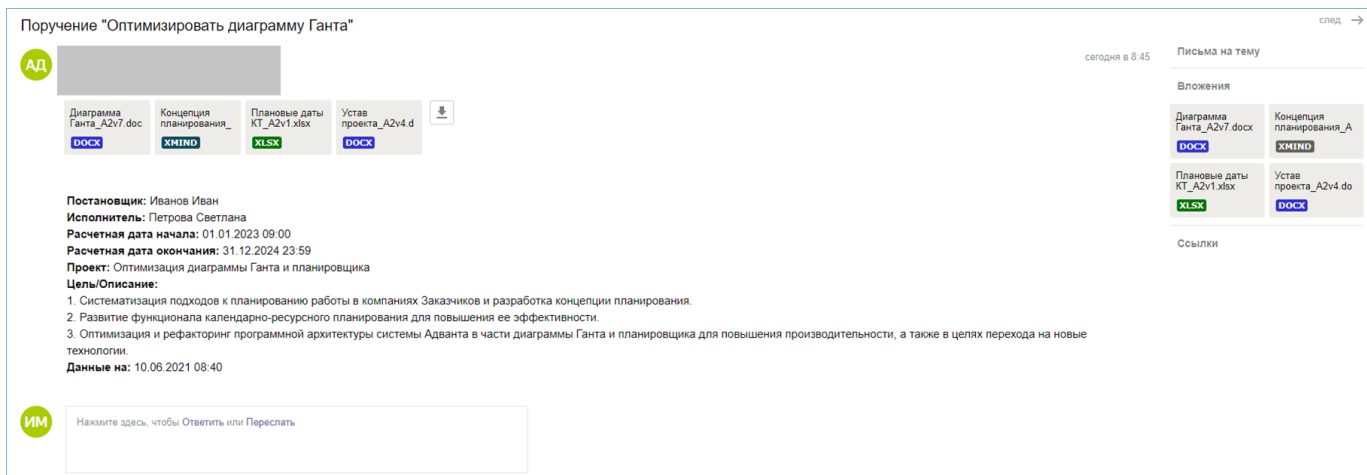 Поручение "Оптимизировать диаграмму Ганта"
след. →
АД
сегодня в 8:45
Диаграмма
Ганта_A2v7.doc
DOCX
Концепция
планирования_
XMIND
Плановые даты
КТ_A2v1.xlsx
XLSX
Устав
проекта_A2v4.d
DOCX
Постановщик: Иванов Иван
Исполнитель: Петрова Светлана
Расчетная дата начала: 01.01.2023 09:00
Расчетная дата окончания: 31.12.2024 23:59
Проект: Оптимизация диаграммы Ганта и планировщика
Цель/Описание:
1. Систематизация подходов к планированию работы в компаниях Заказчиков и разработка концепции планирования.
2. Развитие функционала календарно-ресурсного планирования для повышения ее эффективности.
3. Оптимизация и рефакторинг программной архитектуры системы Адванта в части диаграммы Ганта и планировщика для повышения производительности, а также в целях перехода на новые
технологии.
Данные на: 10.06.2021 08:40
ИМ
Нажмите здесь, чтобы Ответить или Переслать
Письма на тему
Вложения
Диаграмма
Ганта_A2v7.docx
DOCX
Концепция
планирования_A
XMIND
Плановые даты
КТ_A2v1.xlsx
XLSX
Устав
проекта_A2v4.do
DOCX
Ссылки